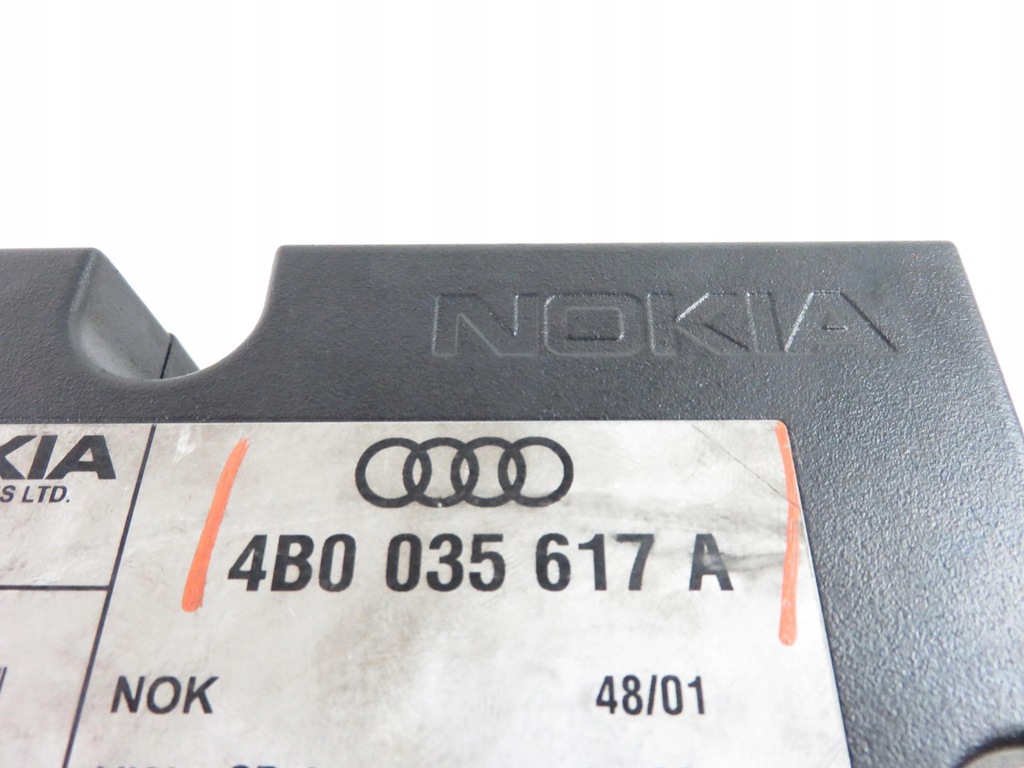 NOKIA
KIA
S LTD.
4B0 035 617 A
NOK 48/01